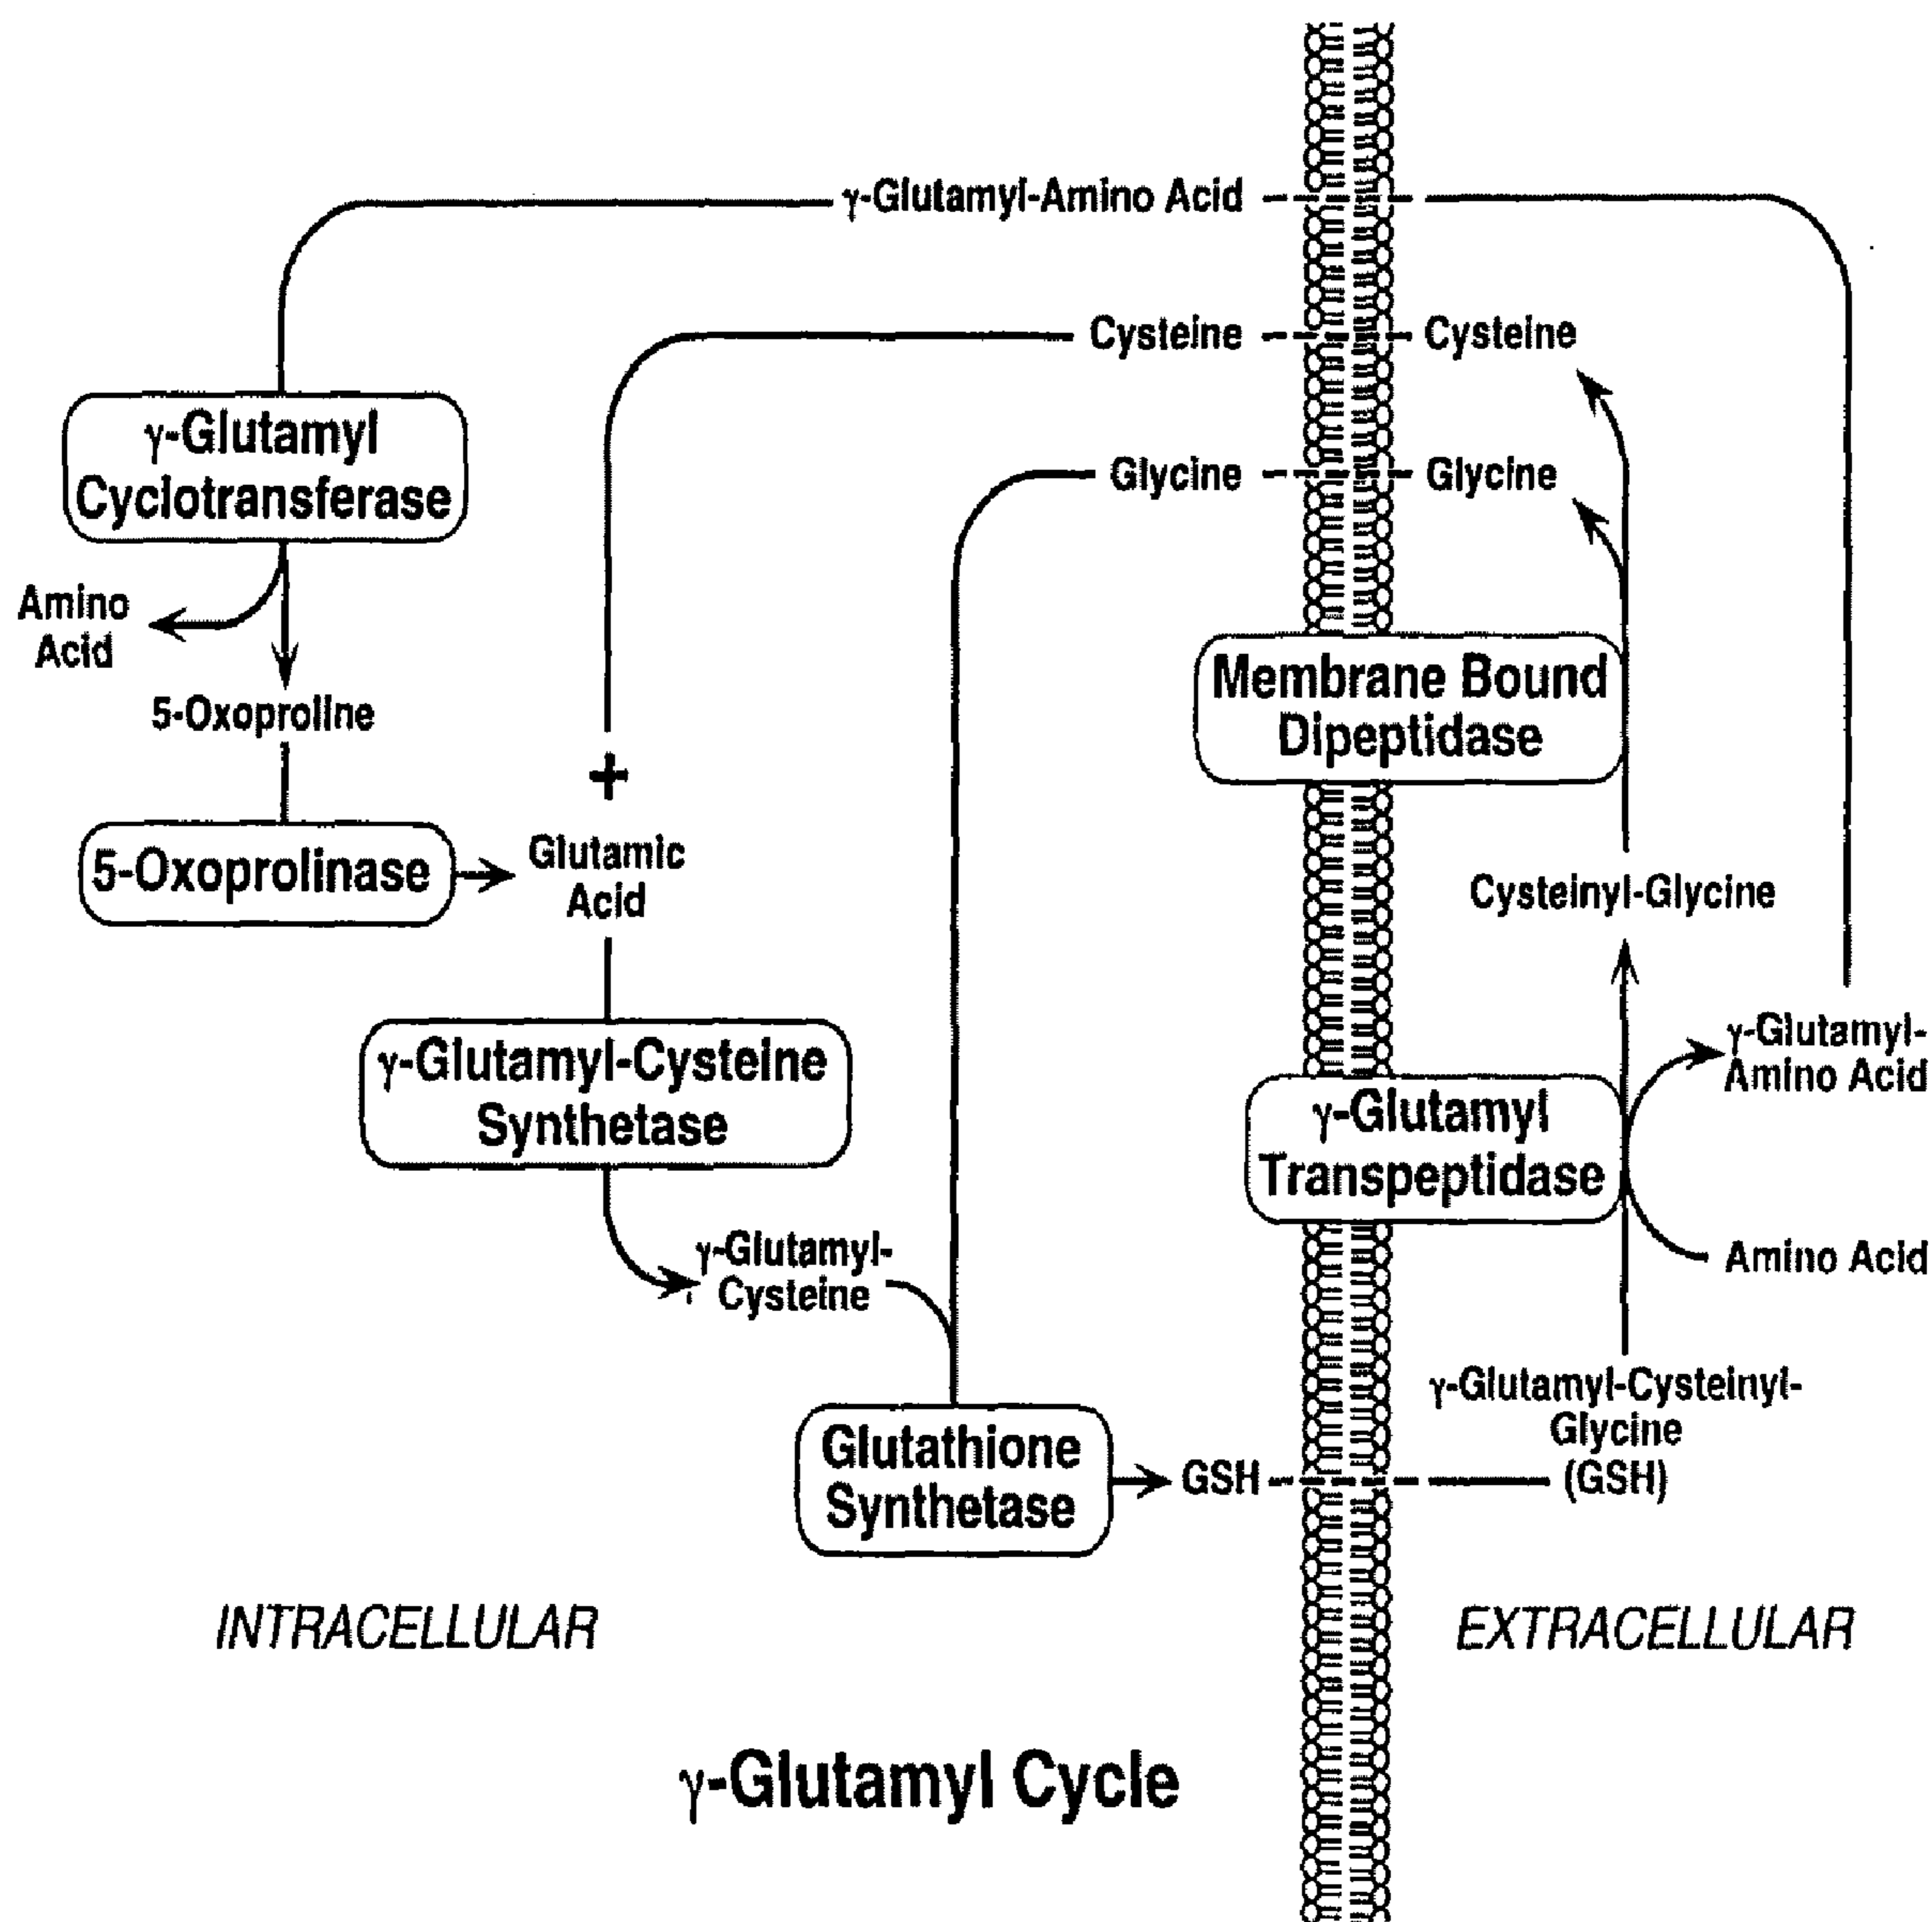 γ-Glutamyl-Amino Acid
Cysteine
Cysteine
Glycine
Glycine
γ-Glutamyl
Cyclotransferase
Amino
Acid
5-Oxoproline
Membrane Bound
Dipeptidase
+
5-Oxoprolinase
Glutamic
Acid
Cysteinyl-Glycine
γ-Glutamyl-Cysteine
Synthetase
γ-Glutamyl-
Amino Acid
γ-Glutamyl
Transpeptidase
Amino Acid
γ-Glutamyl-
Cysteine
γ-Glutamyl-Cysteinyl-
Glycine
(GSH)
Glutathione
Synthetase
GSH
INTRACELLULAR
EXTRACELLULAR
γ-Glutamyl Cycle